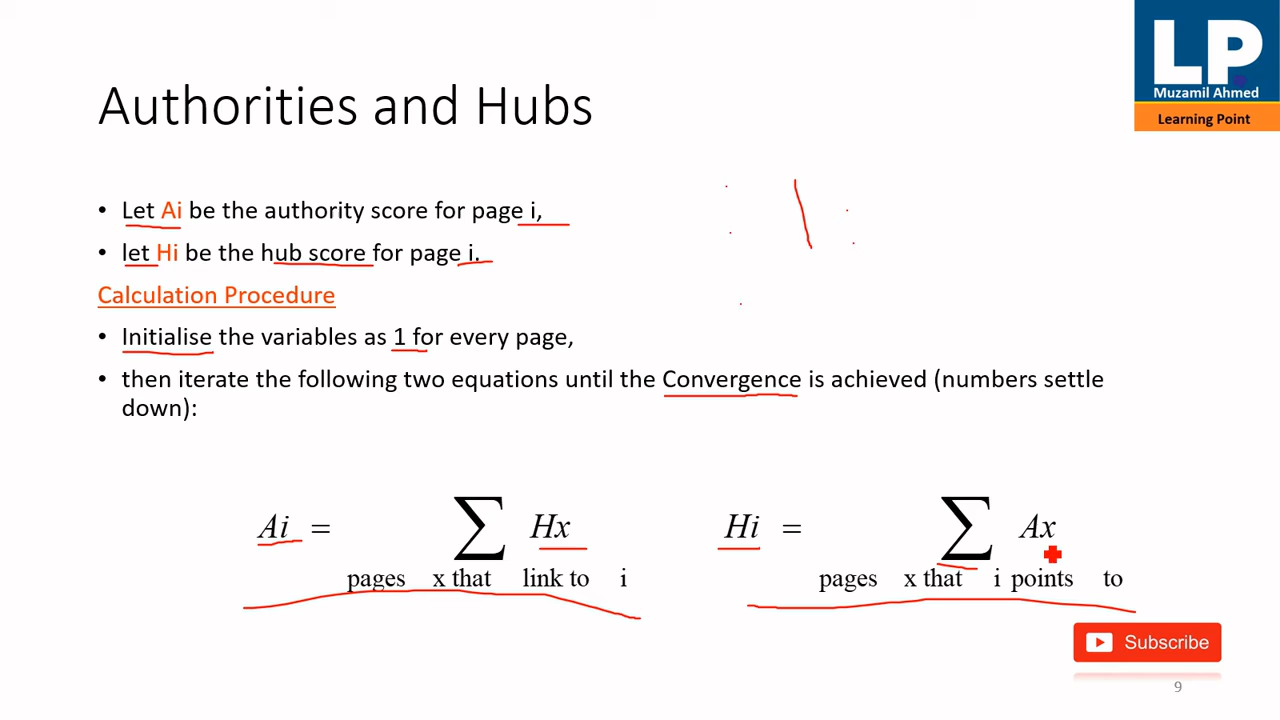 LP
Muzamil Ahmed
Learning Point
Authorities and Hubs
• Let Ai be the authority score for page i,
• let Hi be the hub score for page i.
Calculation Procedure
• Initialise the variables as 1 for every page,
• then iterate the following two equations until the Convergence is achieved (numbers settle
down):
Ai = ∑ Hx
pages x that link to i
Hi = ∑ Ax
pages x that i points to
Subscribe
9